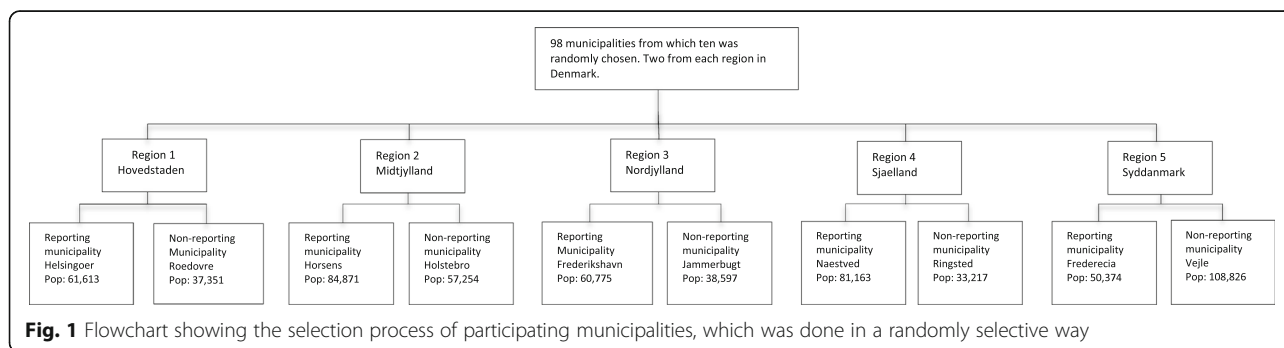 98 municipalities from which ten was
randomly chosen. Two from each region in
Denmark.
Region 1
Hovedstaden
Region 2
Midtjylland
Region 3
Nordjylland
Region 4
Sjaelland
Region 5
Syddanmark
Reporting
municipality
Helsingoer
Pop: 61,613
Non-reporting
Municipality
Roedovre
Pop: 37,351
Reporting
municipality
Horsens
Pop: 84,871
Non-reporting
municipality
Holstebro
Pop: 57,254
Reporting
Municipality
Frederikshavn
Pop: 60,775
Non-reporting
municipality
Jammerbugt
Pop: 38,597
Reporting
municipality
Naestved
Pop: 81,163
Non-reporting
municipality
Ringsted
Pop: 33,217
Reporting
municipality
Frederecia
Pop: 50,374
Non-reporting
municipality
Vejle
Pop: 108,826
Fig. 1 Flowchart showing the selection process of participating municipalities, which was done in a randomly selective way